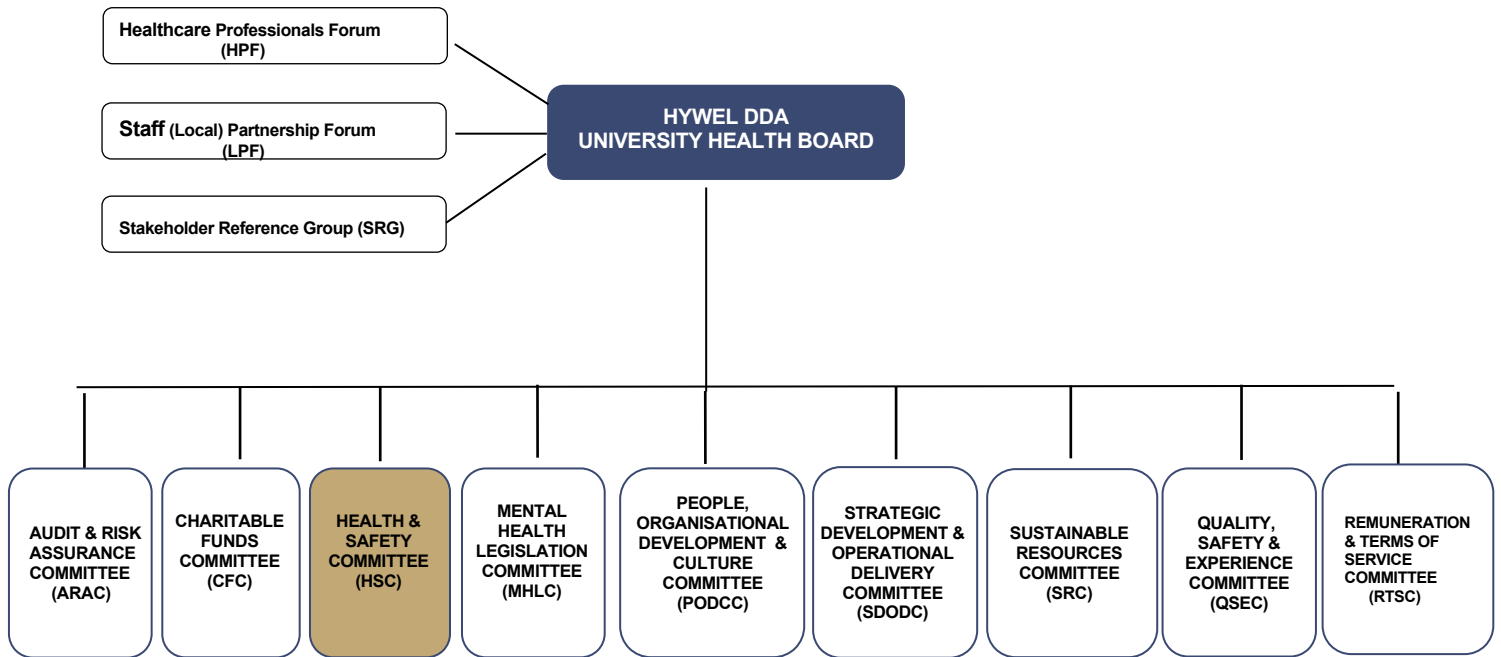 Healthcare Professionals Forum
(HPF)
HYWEL DDA
UNIVERSITY HEALTH BOARD
Staff (Local) Partnership Forum
(LPF)
Stakeholder Reference Group (SRG)
AUDIT & RISK
ASSURANCE
COMMITTEE
(ARAC)
CHARITABLE
FUNDS
COMMITTEE
(CFC)
HEALTH &
SAFETY
COMMITTEE
(HSC)
MENTAL
HEALTH
LEGISLATION
COMMITTEE
(MHLC)
PEOPLE,
ORGANISATIONAL
DEVELOPMENT &
CULTURE
COMMITTEE
(PODCC)
STRATEGIC
DEVELOPMENT &
OPERATIONAL
DELIVERY
COMMITTEE
(SDODC)
SUSTAINABLE
RESOURCES
COMMITTEE
(SRC)
QUALITY,
SAFETY &
EXPERIENCE
COMMITTEE
(QSEC)
REMUNERATION
& TERMS OF
SERVICE
COMMITTEE
(RTSC)